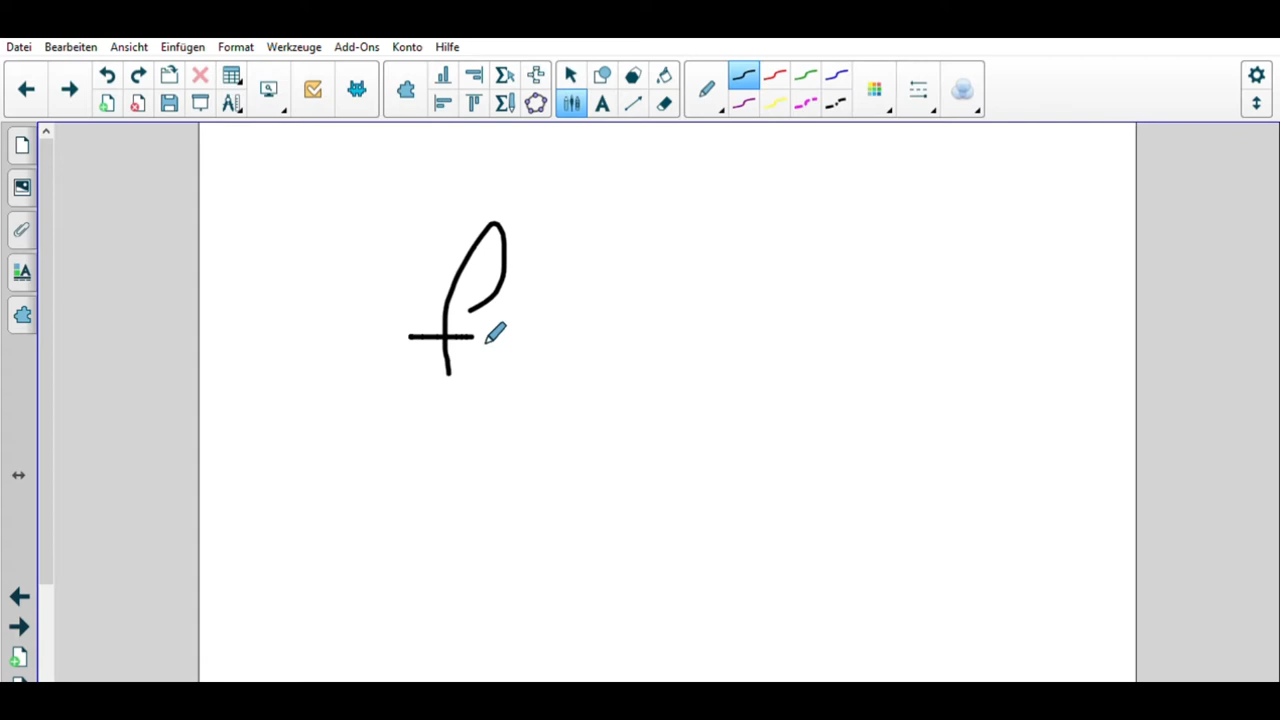 Datei Bearbeiten Ansicht Einfügen Format Werkzeuge Add-Ons Konto Hilfe
f